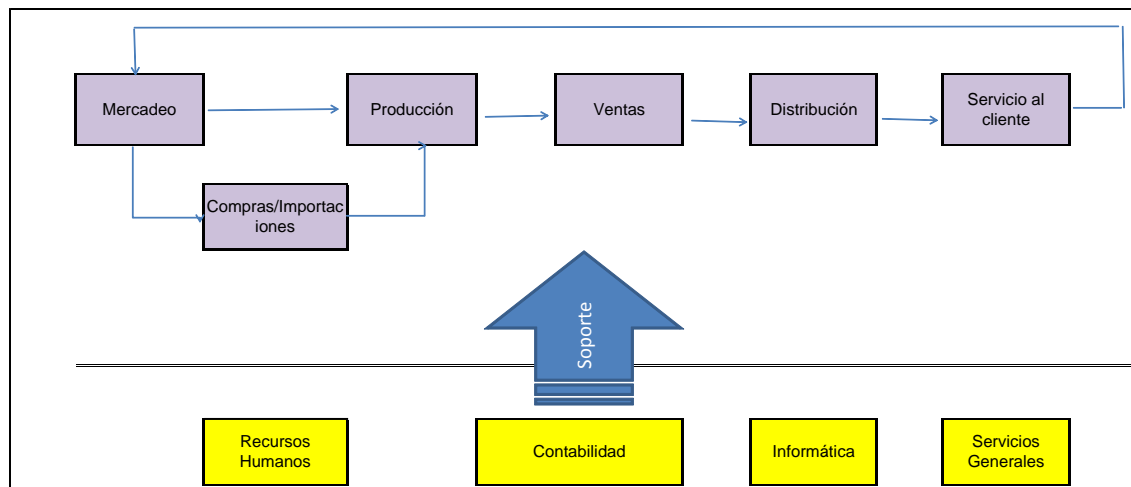 Mercadeo
Producción
Ventas
Distribución
Servicio al
cliente
Compras/Importac
iones
Soporte
Recursos
Humanos
Contabilidad
Informática
Servicios
Generales